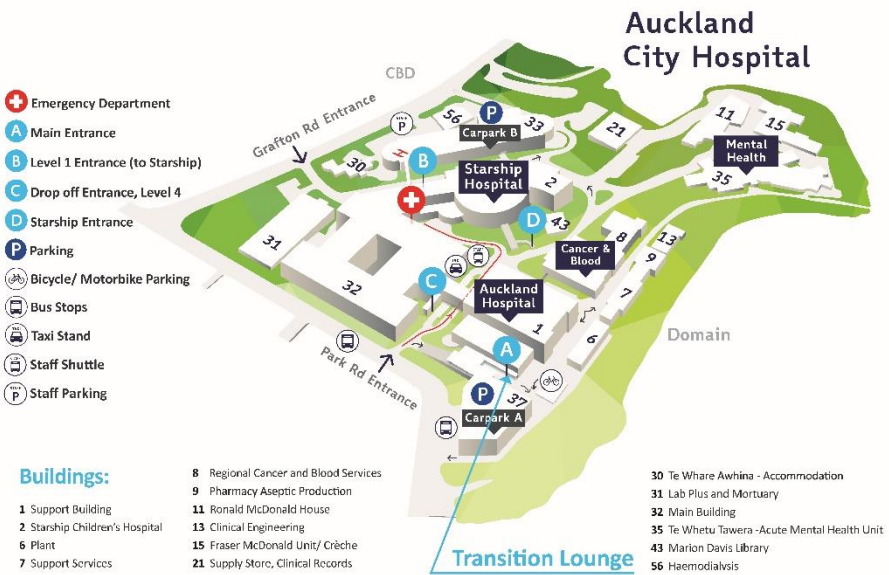 Auckland
City Hospital
CBD
Emergency Department
A Main Entrance
B Level 1 Entrance (to Starship)
C Drop off Entrance, Level 4
D Starship Entrance
P Parking
Bicycle/ Motorbike Parking
Bus Stops
Taxi Stand
Staff Shuttle
P Staff Parking
Grafton Rd Entrance
P
56
P
Carpark B
33
21
11
15
Mental
Health
35
30
H
B
Starship
Hospital
2
D
43
31
32
C
Auckland
Hospital
1
Cancer &
Blood
8
13
9
7
6
Domain
Park Rd Entrance
A
P
37
Carpark A
Transition Lounge
Buildings:
1 Support Building
2 Starship Children's Hospital
6 Plant
7 Support Services
8 Regional Cancer and Blood Services
9 Pharmacy Aseptic Production
11 Ronald McDonald House
13 Clinical Engineering
15 Fraser McDonald Unit/ Crèche
21 Supply Store, Clinical Records
30 Te Whare Awhina - Accommodation
31 Lab Plus and Mortuary
32 Main Building
35 Te Whetu Tawera -Acute Mental Health Unit
43 Marion Davis Library
56 Haemodialysis